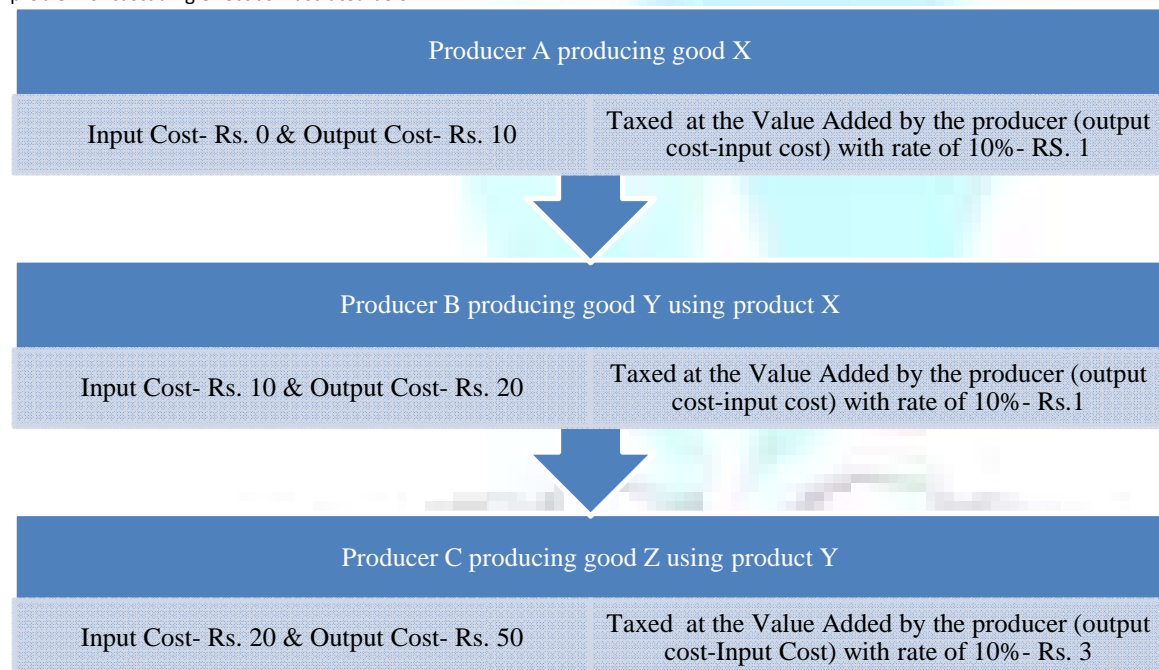 Producer A producing good X
Input Cost- Rs. 0 & Output Cost- Rs. 10
Taxed at the Value Added by the producer (output
cost-input cost) with rate of 10%- RS. 1
Producer B producing good Y using product X
Input Cost- Rs. 10 & Output Cost- Rs. 20
Taxed at the Value Added by the producer (output
cost-input cost) with rate of 10%- Rs.1
Producer C producing good Z using product Y
Input Cost- Rs. 20 & Output Cost- Rs. 50
Taxed at the Value Added by the producer (output
cost-Input Cost) with rate of 10%- Rs. 3